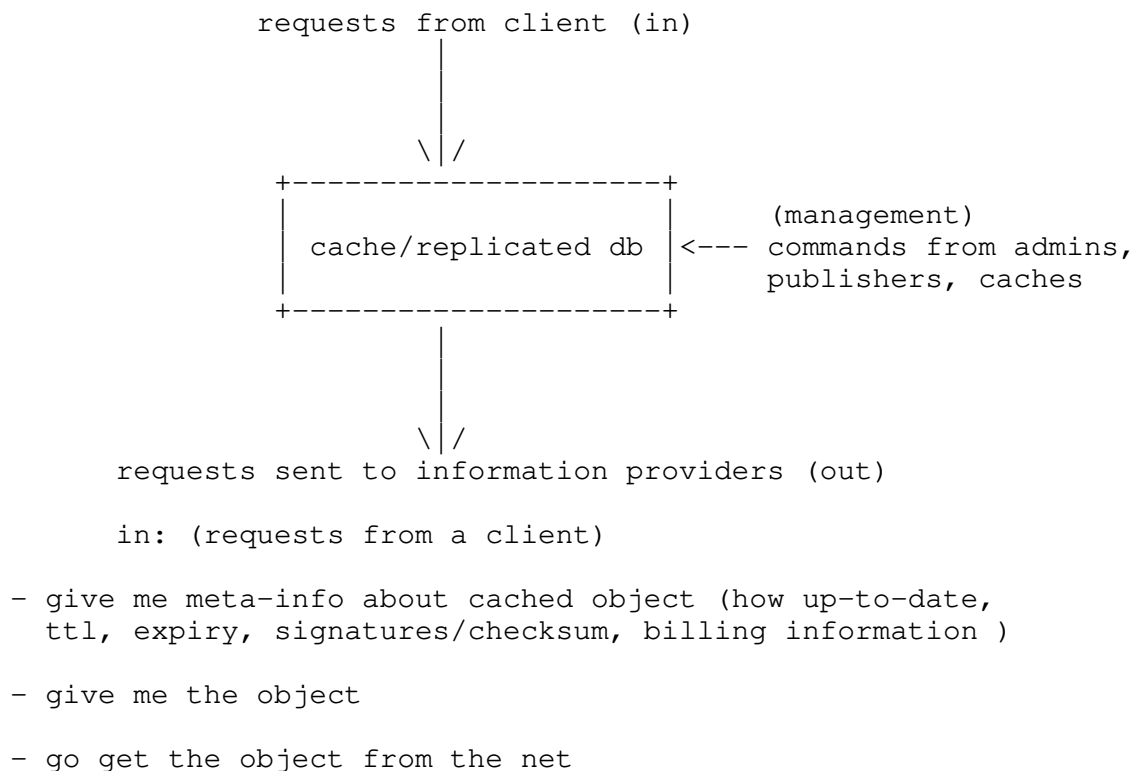 requests from client (in)
|
|
|
|
\|/
+---------------------+
|                     |     (management)
| cache/replicated db |<--- commands from admins,
|                     |     publishers, caches
+---------------------+
|
|
|
|
\|/
requests sent to information providers (out)
in: (requests from a client)
- give me meta-info about cached object (how up-to-date,
ttl, expiry, signatures/checksum, billing information )
- give me the object
- go get the object from the net